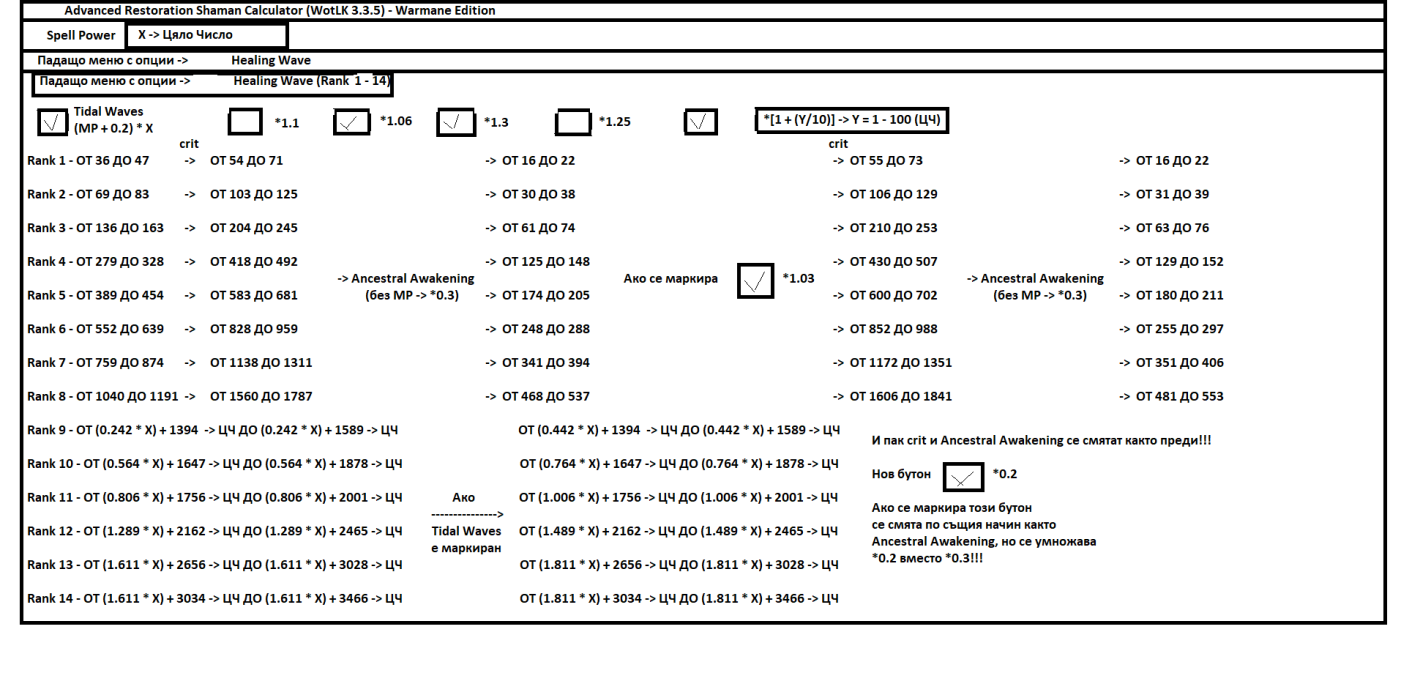 Advanced Restoration Shaman Calculator (WotLK 3.3.5) - Warmane Edition
Spell Power X -> Цяло Число
Падащо меню с опции -> Healing Wave
Падащо меню с опции -> Healing Wave (Rank 1 - 14)
Tidal Waves
(MP + 0.2) * X *1.1 *1.06 *1.3 *1.25 *[1 + (Y/10)] -> Y = 1 - 100 (ЦЧ)
crit crit
Rank 1 - ОТ 36 ДО 47 -> ОТ 54 ДО 71 -> ОТ 16 ДО 22 -> ОТ 55 ДО 73 -> ОТ 16 ДО 22
Rank 2 - ОТ 69 ДО 83 -> ОТ 103 ДО 125 -> ОТ 30 ДО 38 -> ОТ 106 ДО 129 -> ОТ 31 ДО 39
Rank 3 - ОТ 136 ДО 163 -> ОТ 204 ДО 245 -> ОТ 61 ДО 74 -> ОТ 210 ДО 253 -> ОТ 63 ДО 76
Rank 4 - ОТ 279 ДО 328 -> ОТ 418 ДО 492 -> ОТ 125 ДО 148 -> ОТ 430 ДО 507 -> ОТ 129 ДО 152
-> Ancestral Awakening Ако се маркира *1.03 -> Ancestral Awakening
(без MP -> *0.3) (без MP -> *0.3)
Rank 5 - ОТ 389 ДО 454 -> ОТ 583 ДО 681 -> ОТ 174 ДО 205 -> ОТ 600 ДО 702 -> ОТ 180 ДО 211
Rank 6 - ОТ 552 ДО 639 -> ОТ 828 ДО 959 -> ОТ 248 ДО 288 -> ОТ 852 ДО 988 -> ОТ 255 ДО 297
Rank 7 - ОТ 759 ДО 874 -> ОТ 1138 ДО 1311 -> ОТ 341 ДО 394 -> ОТ 1172 ДО 1351 -> ОТ 351 ДО 406
Rank 8 - ОТ 1040 ДО 1191 -> ОТ 1560 ДО 1787 -> ОТ 468 ДО 537 -> ОТ 1606 ДО 1841 -> ОТ 481 ДО 553
Rank 9 - ОТ (0.242 * X) + 1394 -> ЦЧ ДО (0.242 * X) + 1589 -> ЦЧ ОТ (0.442 * X) + 1394 -> ЦЧ ДО (0.442 * X) + 1589 -> ЦЧ
И пак crit и Ancestral Awakening се смятат както преди!!!
Rank 10 - ОТ (0.564 * X) + 1647 -> ЦЧ ДО (0.564 * X) + 1878 -> ЦЧ ОТ (0.764 * X) + 1647 -> ЦЧ ДО (0.764 * X) + 1878 -> ЦЧ
Нов бутон *0.2
Rank 11 - ОТ (0.806 * X) + 1756 -> ЦЧ ДО (0.806 * X) + 2001 -> ЦЧ Ако ОТ (1.006 * X) + 1756 -> ЦЧ ДО (1.006 * X) + 2001 -> ЦЧ
--------------->
Ако се маркира този бутон
се смята по същия начин както
Rank 12 - ОТ (1.289 * X) + 2162 -> ЦЧ ДО (1.289 * X) + 2465 -> ЦЧ Tidal Waves ОТ (1.489 * X) + 2162 -> ЦЧ ДО (1.489 * X) + 2465 -> ЦЧ
е маркиран
Ancestral Awakening, но се умножава
*0.2 вместо *0.3!!!
Rank 13 - ОТ (1.611 * X) + 2656 -> ЦЧ ДО (1.611 * X) + 3028 -> ЦЧ ОТ (1.811 * X) + 2656 -> ЦЧ ДО (1.811 * X) + 3028 -> ЦЧ
Rank 14 - ОТ (1.611 * X) + 3034 -> ЦЧ ДО (1.611 * X) + 3466 -> ЦЧ ОТ (1.811 * X) + 3034 -> ЦЧ ДО (1.811 * X) + 3466 -> ЦЧ